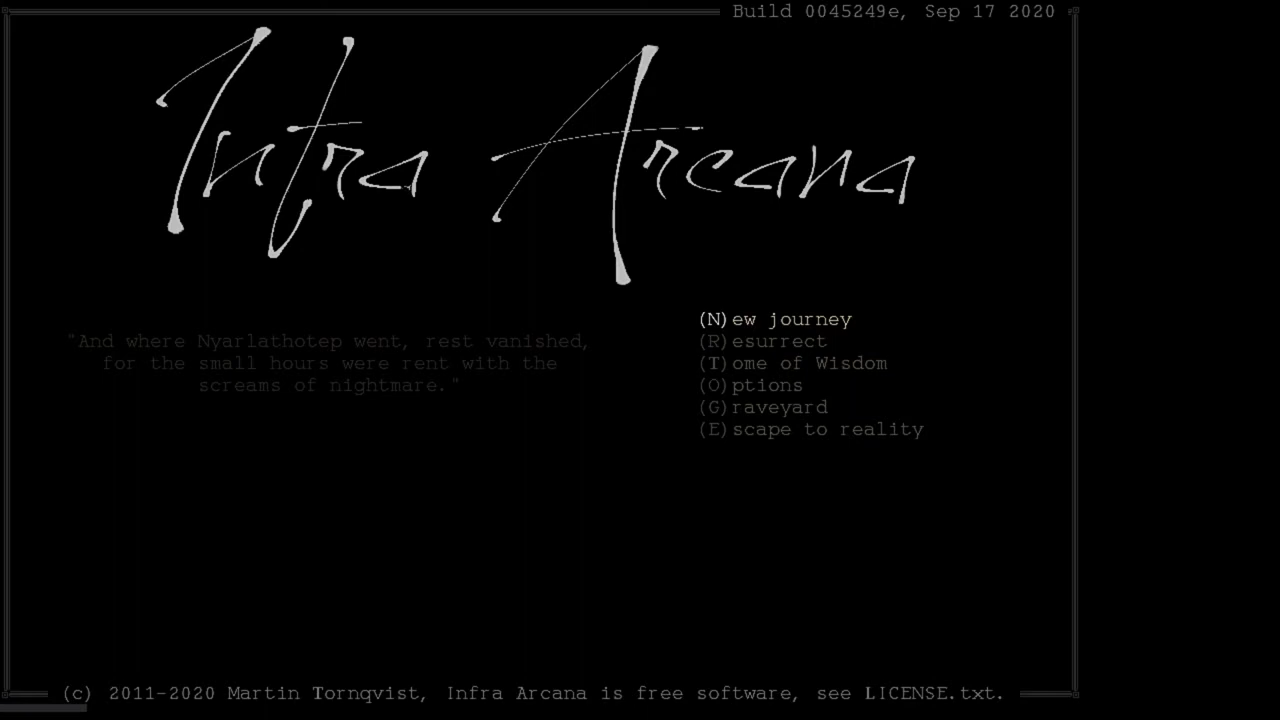 Build 0045249e, Sep 17 2020
Infra Arcana
"And where Nyarlathotep went, rest vanished,
for the small hours were rent with the
screams of nightmare."
(N)ew journey
(R)esurrect
(T)ome of Wisdom
(O)ptions
(G)raveyard
(E)scape to reality
(c) 2011-2020 Martin Tornqvist, Infra Arcana is free software, see LICENSE.txt.